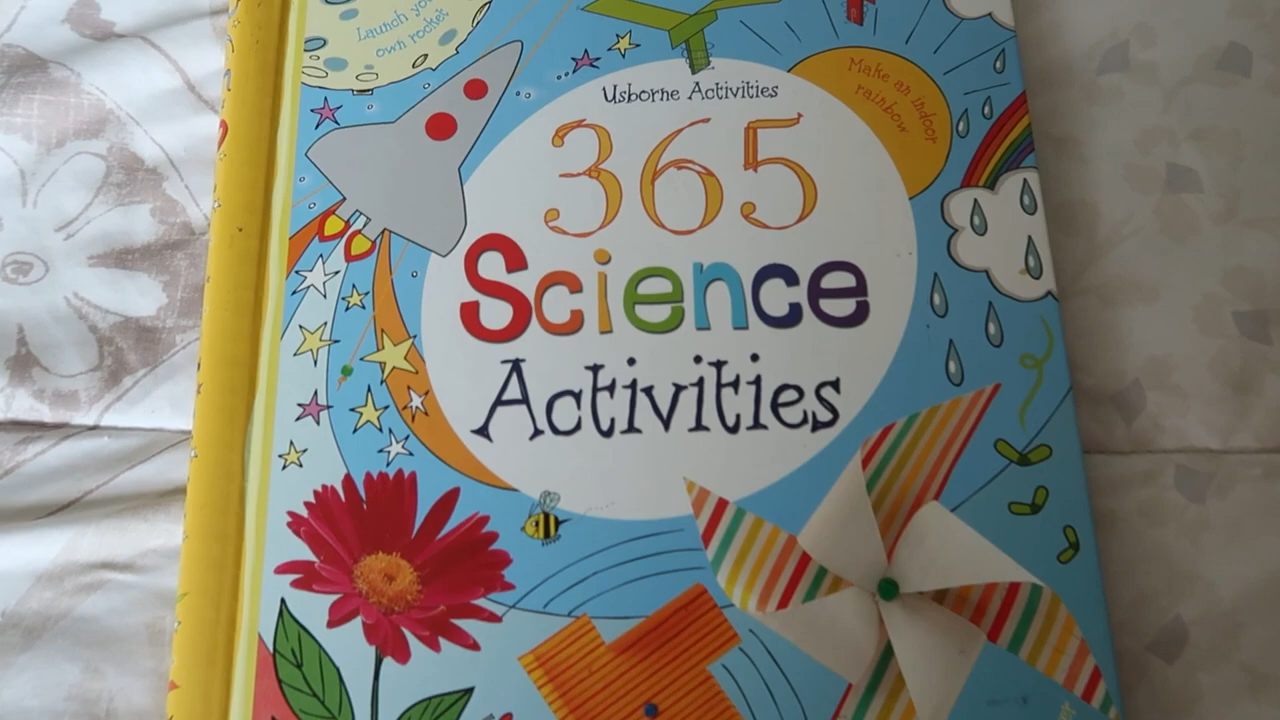 Launch your
own rocket
Usborne Activities
Make an indoor
rainbow
365
Science
Activities